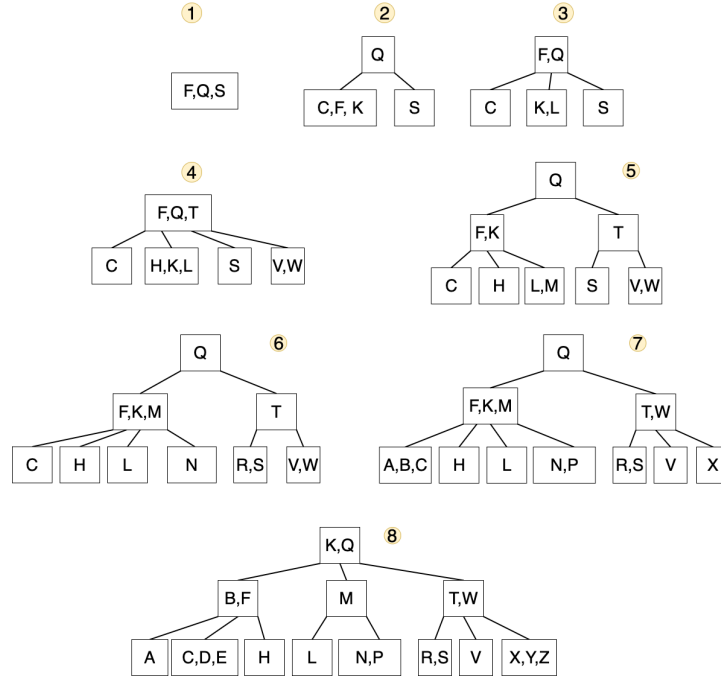 1
2
3
F,Q,S
Q
C,F, K
S
F,Q
C
K,L
S
4
F,Q,T
C
H,K,L
S
V,W
5
Q
F,K
T
C
H
L,M
S
V,W
6
Q
F,K,M
T
C
H
L
N
R,S
V,W
7
Q
F,K,M
T,W
A,B,C
H
L
N,P
R,S
V
X
8
K,Q
B,F
M
T,W
A
C,D,E
H
L
N,P
R,S
V
X,Y,Z